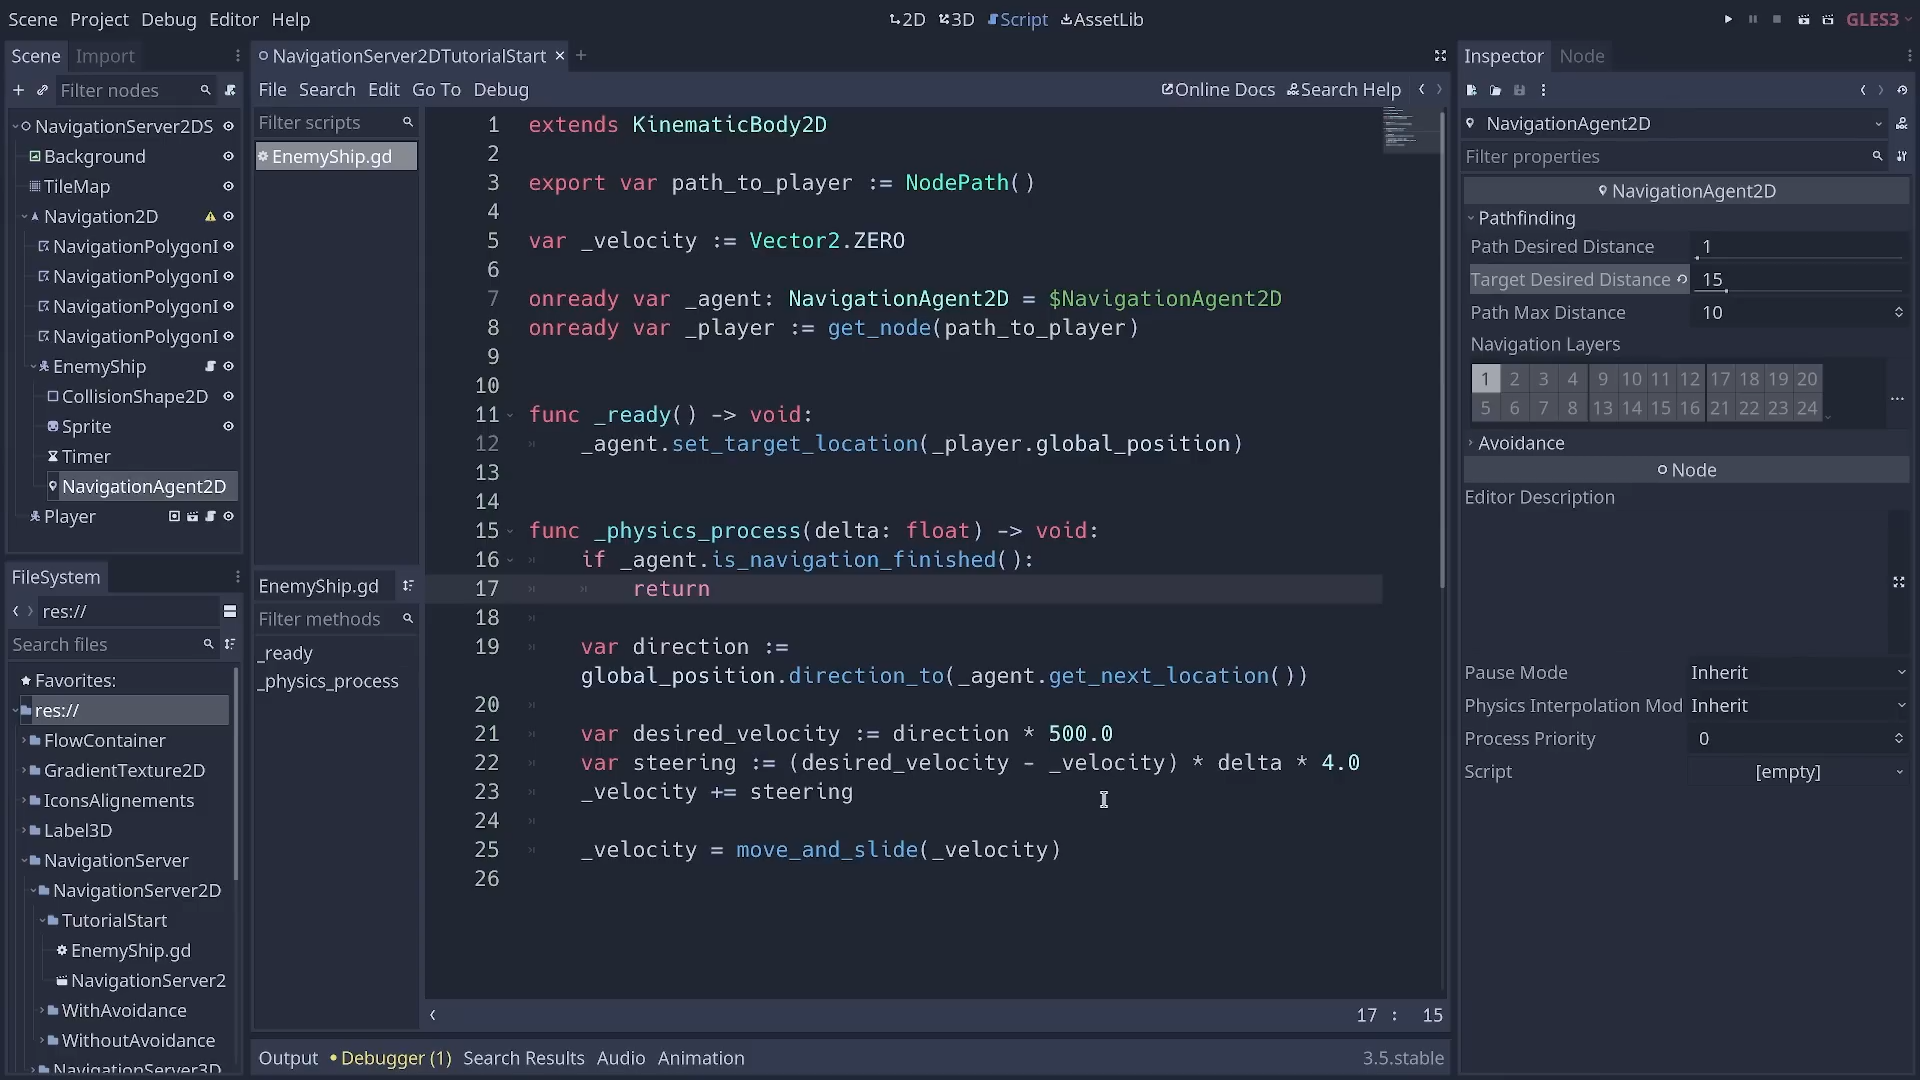 Scene Project Debug Editor Help
2D 3D Script AssetLib
GLES3
Scene Import
Filter nodes
NavigationServer2DS
Background
TileMap
Navigation2D
NavigationPolygonI
NavigationPolygonI
NavigationPolygonI
NavigationPolygonI
EnemyShip
CollisionShape2D
Sprite
Timer
NavigationAgent2D
Player
FileSystem
res://
Search files
Favorites:
res://
FlowContainer
GradientTexture2D
IconsAlignements
Label3D
NavigationServer
NavigationServer2D
TutorialStart
EnemyShip.gd
NavigationServer2
WithAvoidance
WithoutAvoidance
NavigationServer3D
NavigationServer2DTutorialStart
File Search Edit Go To Debug
Online Docs Search Help
Filter scripts
EnemyShip.gd
EnemyShip.gd
Filter methods
_ready
_physics_process
1 extends KinematicBody2D
2
3 export var path_to_player := NodePath()
4
5 var _velocity := Vector2.ZERO
6
7 onready var _agent: NavigationAgent2D = $NavigationAgent2D
8 onready var _player := get_node(path_to_player)
9
10
11 func _ready() -> void:
12 _agent.set_target_location(_player.global_position)
13
14
15 func _physics_process(delta: float) -> void:
16 if _agent.is_navigation_finished():
17 return
18
19 var direction :=
global_position.direction_to(_agent.get_next_location())
20
21 var desired_velocity := direction * 500.0
22 var steering := (desired_velocity - _velocity) * delta * 4.0
23 _velocity += steering
24
25 _velocity = move_and_slide(_velocity)
26
17 : 15
Output Debugger (1) Search Results Audio Animation
3.5.stable
Inspector Node
NavigationAgent2D
Filter properties
NavigationAgent2D
Pathfinding
Path Desired Distance 1
Target Desired Distance 15
Path Max Distance 10
Navigation Layers
1 2 3 4 9 10 11 12 17 18 19 20
5 6 7 8 13 14 15 16 21 22 23 24
Avoidance
Node
Editor Description
Pause Mode Inherit
Physics Interpolation Mod Inherit
Process Priority 0
Script [empty]